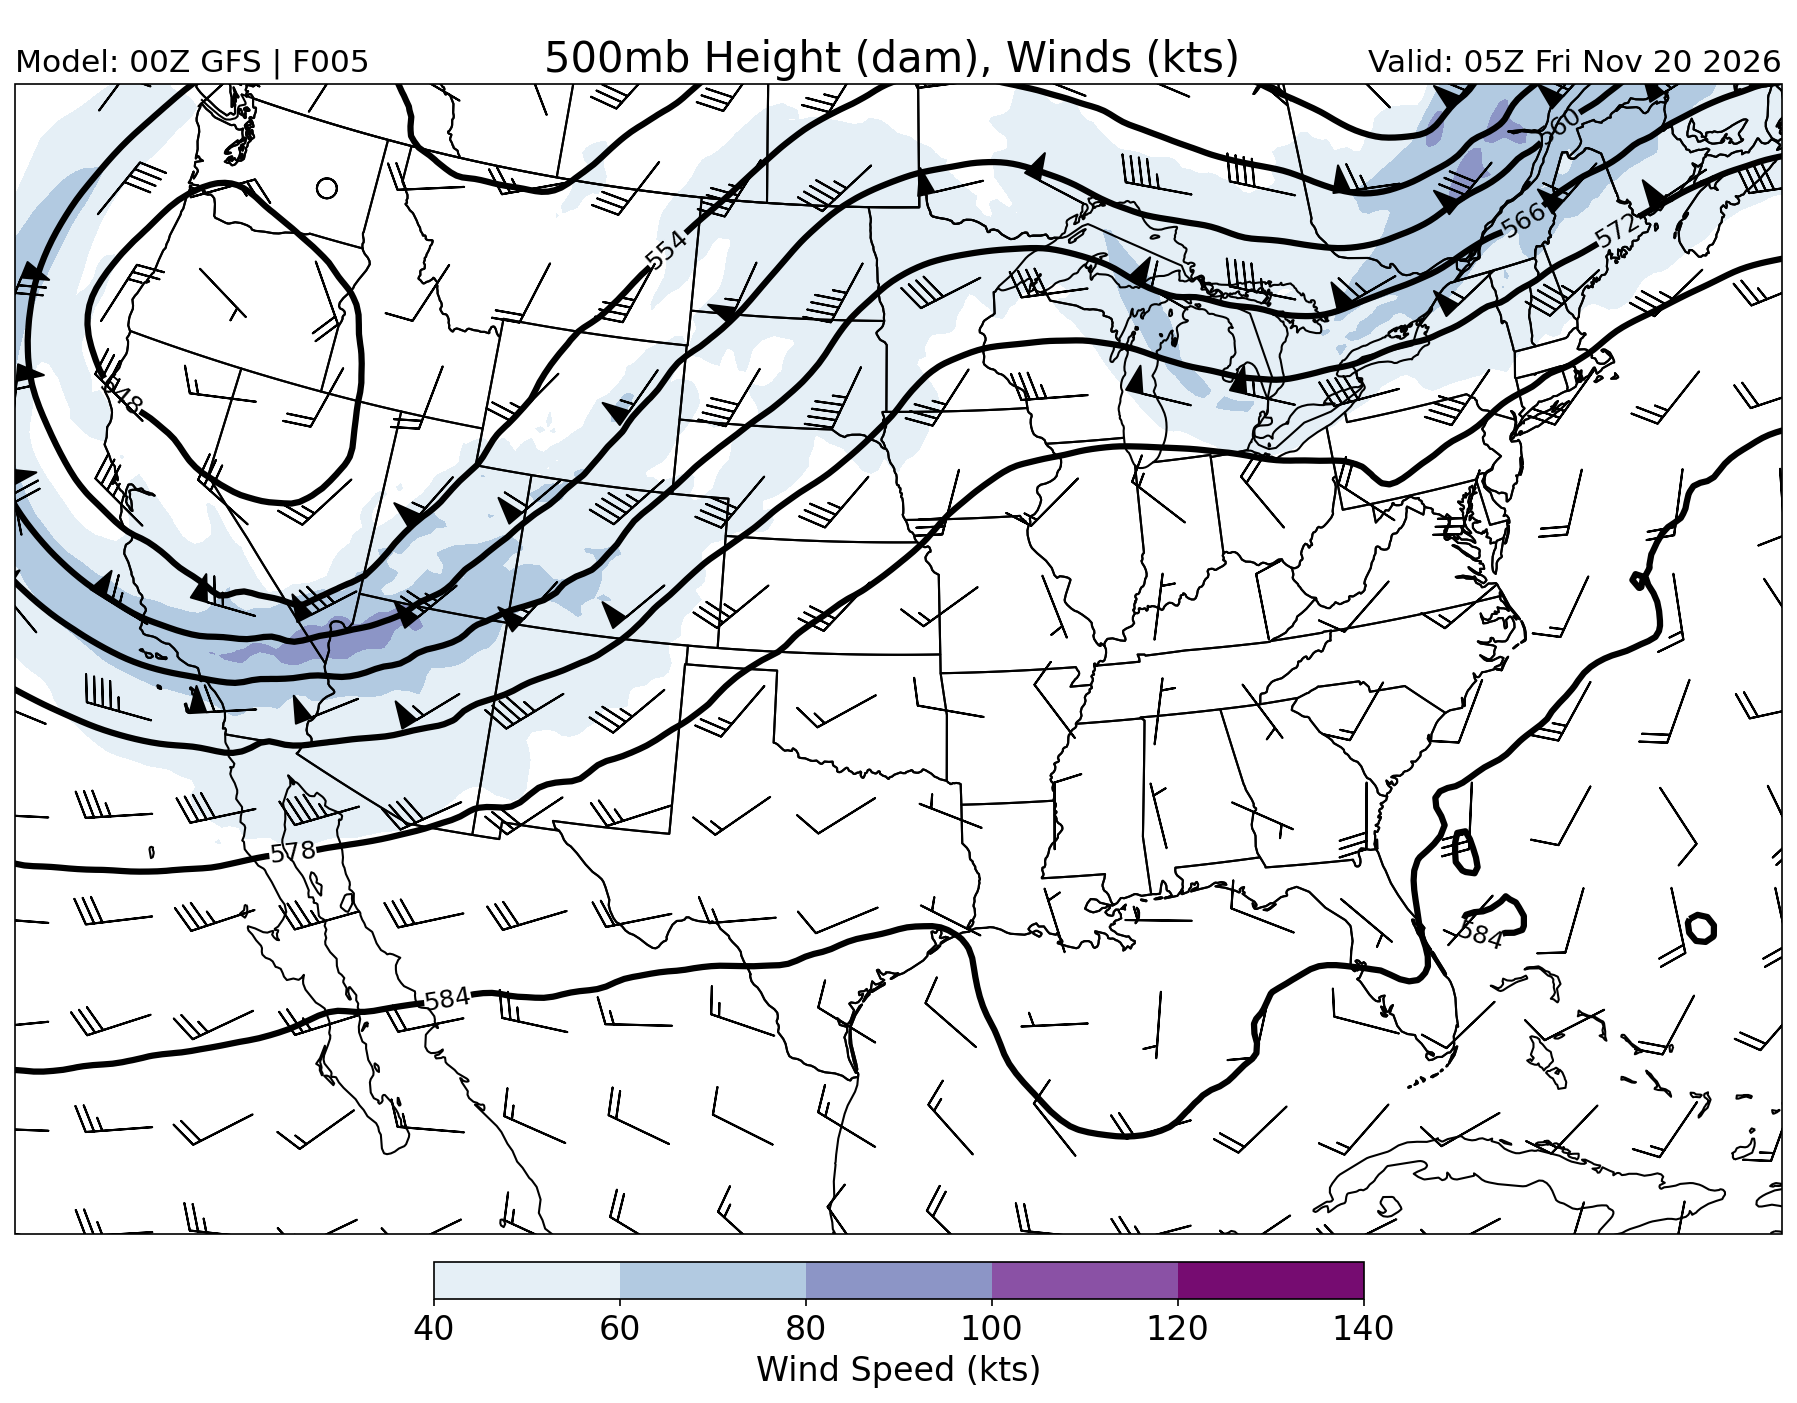 Model: 00Z GFS | F005
500mb Height (dam), Winds (kts)
Valid: 05Z Fri Nov 20 2026
560
566
572
554
548
578
584
584
40 60 80 100 120 140
Wind Speed (kts)